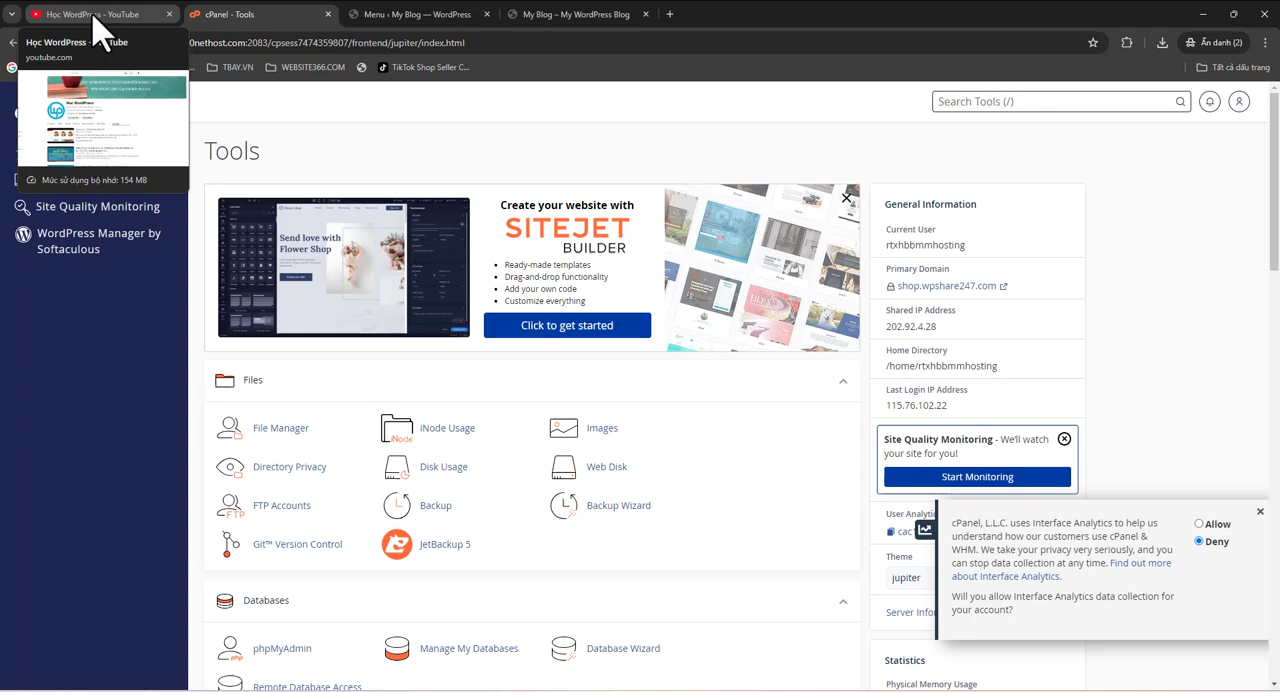 Học WordPress - YouTube
cPanel - Tools
Menu ‹ My Blog — WordPress
My Blog – My WordPress Blog
0nethost.com:2083/cpsess7474359807/frontend/jupiter/index.html
Ẩn danh (2)
Học WordPress - YouTube
youtube.com
TBAY.VN
WEBSITE366.COM
TikTok Shop Seller C...
Tất cả dấu trang
Học WordPress
Mức sử dụng bộ nhớ: 154 MB
Site Quality Monitoring
WordPress Manager by
Softaculous
Search Tools (/)
Tools
Send love with
Flower Shop
Create your website with
SITEJET
BUILDER
Ready-made templates
Drag-and-drop functionality
Add your own code
Customize everything
Click to get started
Files
File Manager
iNode
iNode Usage
Images
Directory Privacy
Disk Usage
Web Disk
FTP
FTP Accounts
Backup
Backup Wizard
Git™ Version Control
JetBackup 5
Databases
php
phpMyAdmin
Manage My Databases
Database Wizard
Remote Database Access
General Information
Current User
rtxhbbmmhosting
Primary Domain
shop.wpshare247.com
Shared IP Address
202.92.4.28
Home Directory
/home/rtxhbbmmhosting
Last Login IP Address
115.76.102.22
Site Quality Monitoring - We'll watch
your site for you!
Start Monitoring
User Analytic
cac
Theme
jupiter
Server Infor
Statistics
Physical Memory Usage
cPanel, L.L.C. uses Interface Analytics to help us
understand how our customers use cPanel &
WHM. We take your privacy very seriously, and you
can stop data collection at any time. Find out more
about Interface Analytics.
Will you allow Interface Analytics data collection for
your account?
Allow
Deny